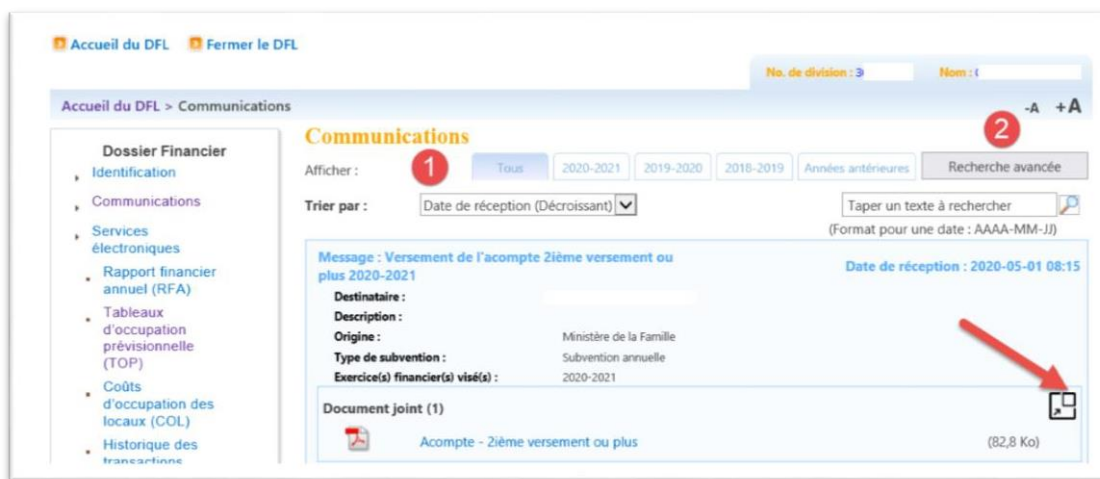 Accueil du DFL Fermer le DFL
No. de division : 3 Nom :
Accueil du DFL > Communications -A +A
Dossier Financier
Identification
Communications
Services
électroniques
Rapport financier
annuel (RFA)
Tableaux
d'occupation
prévisionnelle
(TOP)
Coûts
d'occupation des
locaux (COL)
Historique des
transactions
Communications
2
Afficher : 1 Tous 2020-2021 2019-2020 2018-2019 Années antérieures Recherche avancée
Trier par : Date de réception (Décroissant) Taper un texte à rechercher
(Format pour une date : AAAA-MM-JJ)
Message : Versement de l'acompte 2ième versement ou
plus 2020-2021
Date de réception : 2020-05-01 08:15
Destinataire :
Description :
Origine : Ministère de la Famille
Type de subvention : Subvention annuelle
Exercice(s) financier(s) visé(s) : 2020-2021
Document joint (1)
Acompte - 2ième versement ou plus (82,8 Ko)